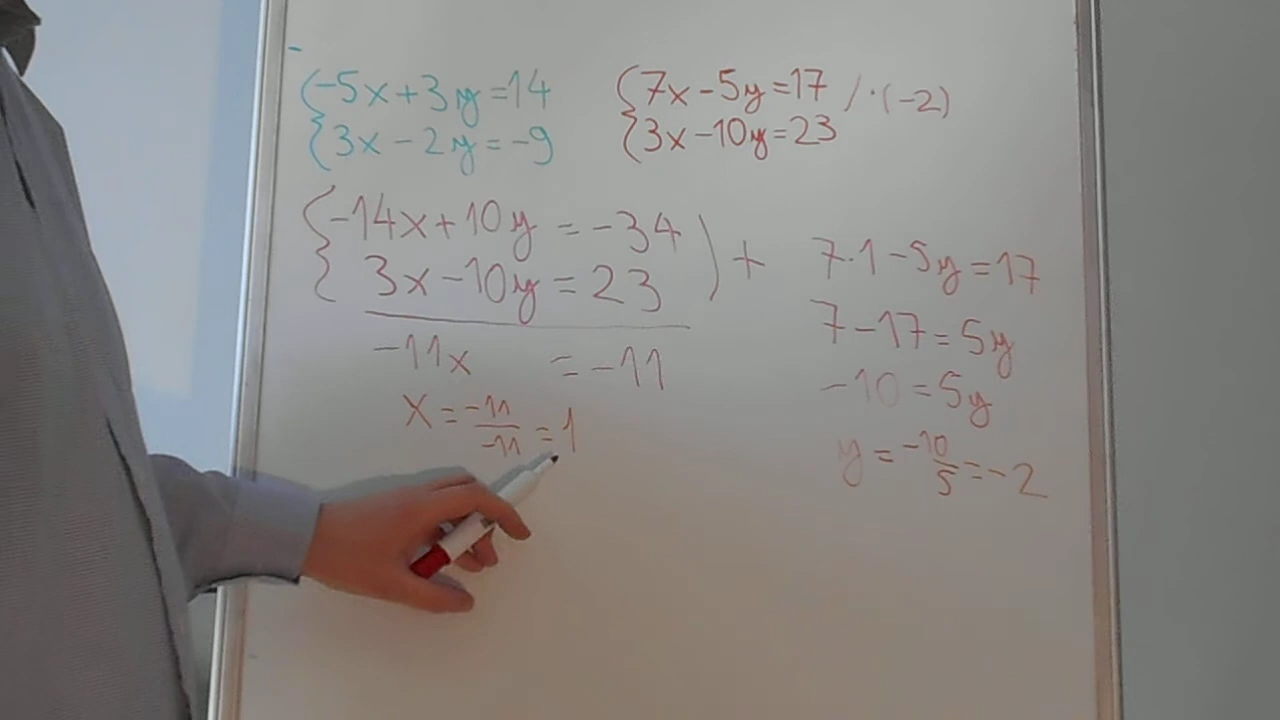 -5x+3y=14
3x-2y=-9
7x-5y=17 /·(-2)
3x-10y=23
-14x+10y=-34
3x-10y=23
+
-11x =-11
x=-11/-11=1
7·1-5y=17
7-17=5y
-10=5y
y=-10/5=-2